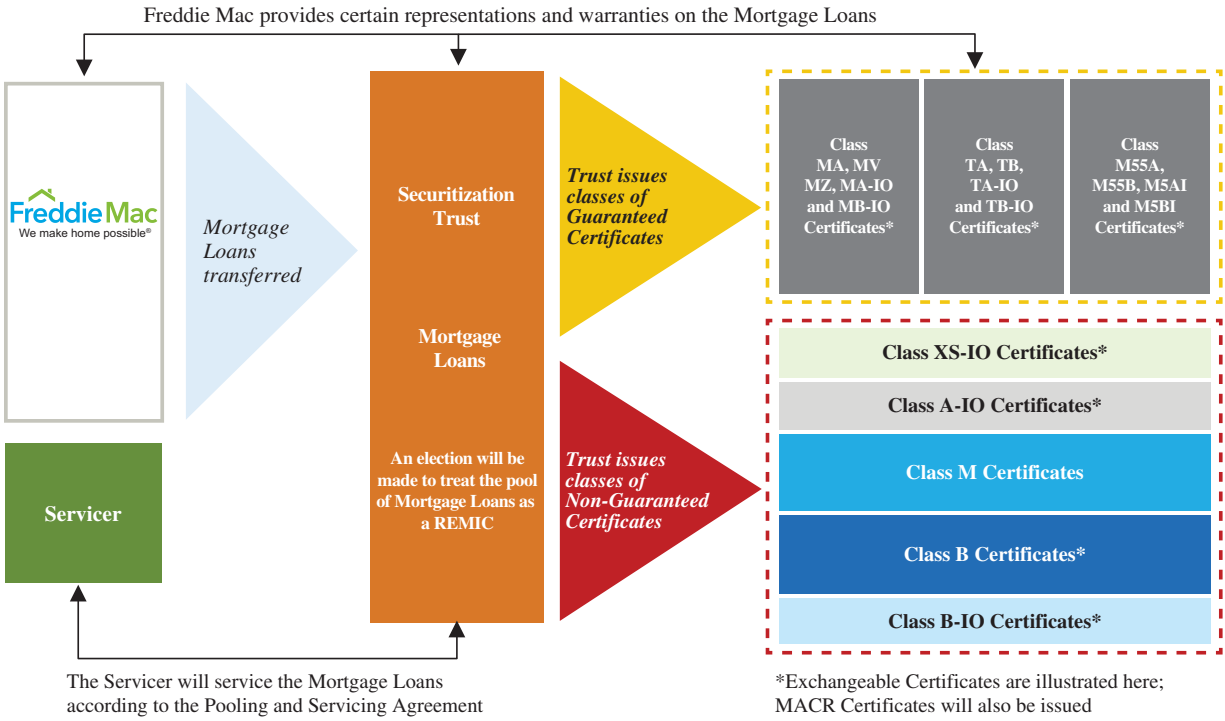 Freddie Mac provides certain representations and warranties on the Mortgage Loans
FreddieMac
We make home possible®
Mortgage
Loans
transferred
Servicer
Securitization
Trust
Mortgage
Loans
An election will be
made to treat the pool
of Mortgage Loans as
a REMIC
Trust issues
classes of
Guaranteed
Certificates
Trust issues
classes of
Non-Guaranteed
Certificates
Class
MA, MV
MZ, MA-IO
and MB-IO
Certificates*
Class
TA, TB,
TA-IO
and TB-IO
Certificates*
Class
M55A,
M55B, M5AI
and M5BI
Certificates*
Class XS-IO Certificates*
Class A-IO Certificates*
Class M Certificates
Class B Certificates*
Class B-IO Certificates*
The Servicer will service the Mortgage Loans
according to the Pooling and Servicing Agreement
*Exchangeable Certificates are illustrated here;
MACR Certificates will also be issued